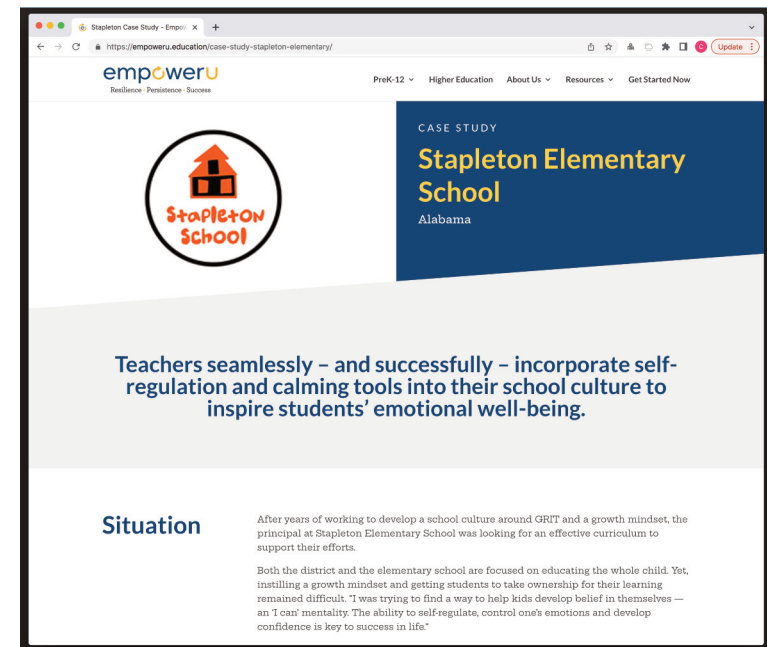 Stapleton Case Study - Empow
https://empoweru.education/case-study-stapleton-elementary/
Update
empoweru
Resilience · Persistence · Success
PreK-12
Higher Education
About Us
Resources
Get Started Now
Stapleton
School
CASE STUDY
Stapleton Elementary
School
Alabama
Teachers seamlessly – and successfully – incorporate self-
regulation and calming tools into their school culture to
inspire students’ emotional well-being.
Situation
After years of working to develop a school culture around GRIT and a growth mindset, the
principal at Stapleton Elementary School was looking for an effective curriculum to
support their efforts.
Both the district and the elementary school are focused on educating the whole child. Yet,
instilling a growth mindset and getting students to take ownership for their learning
remained difficult. "I was trying to find a way to help kids develop belief in themselves —
an 'I can' mentality. The ability to self-regulate, control one's emotions and develop
confidence is key to success in life."